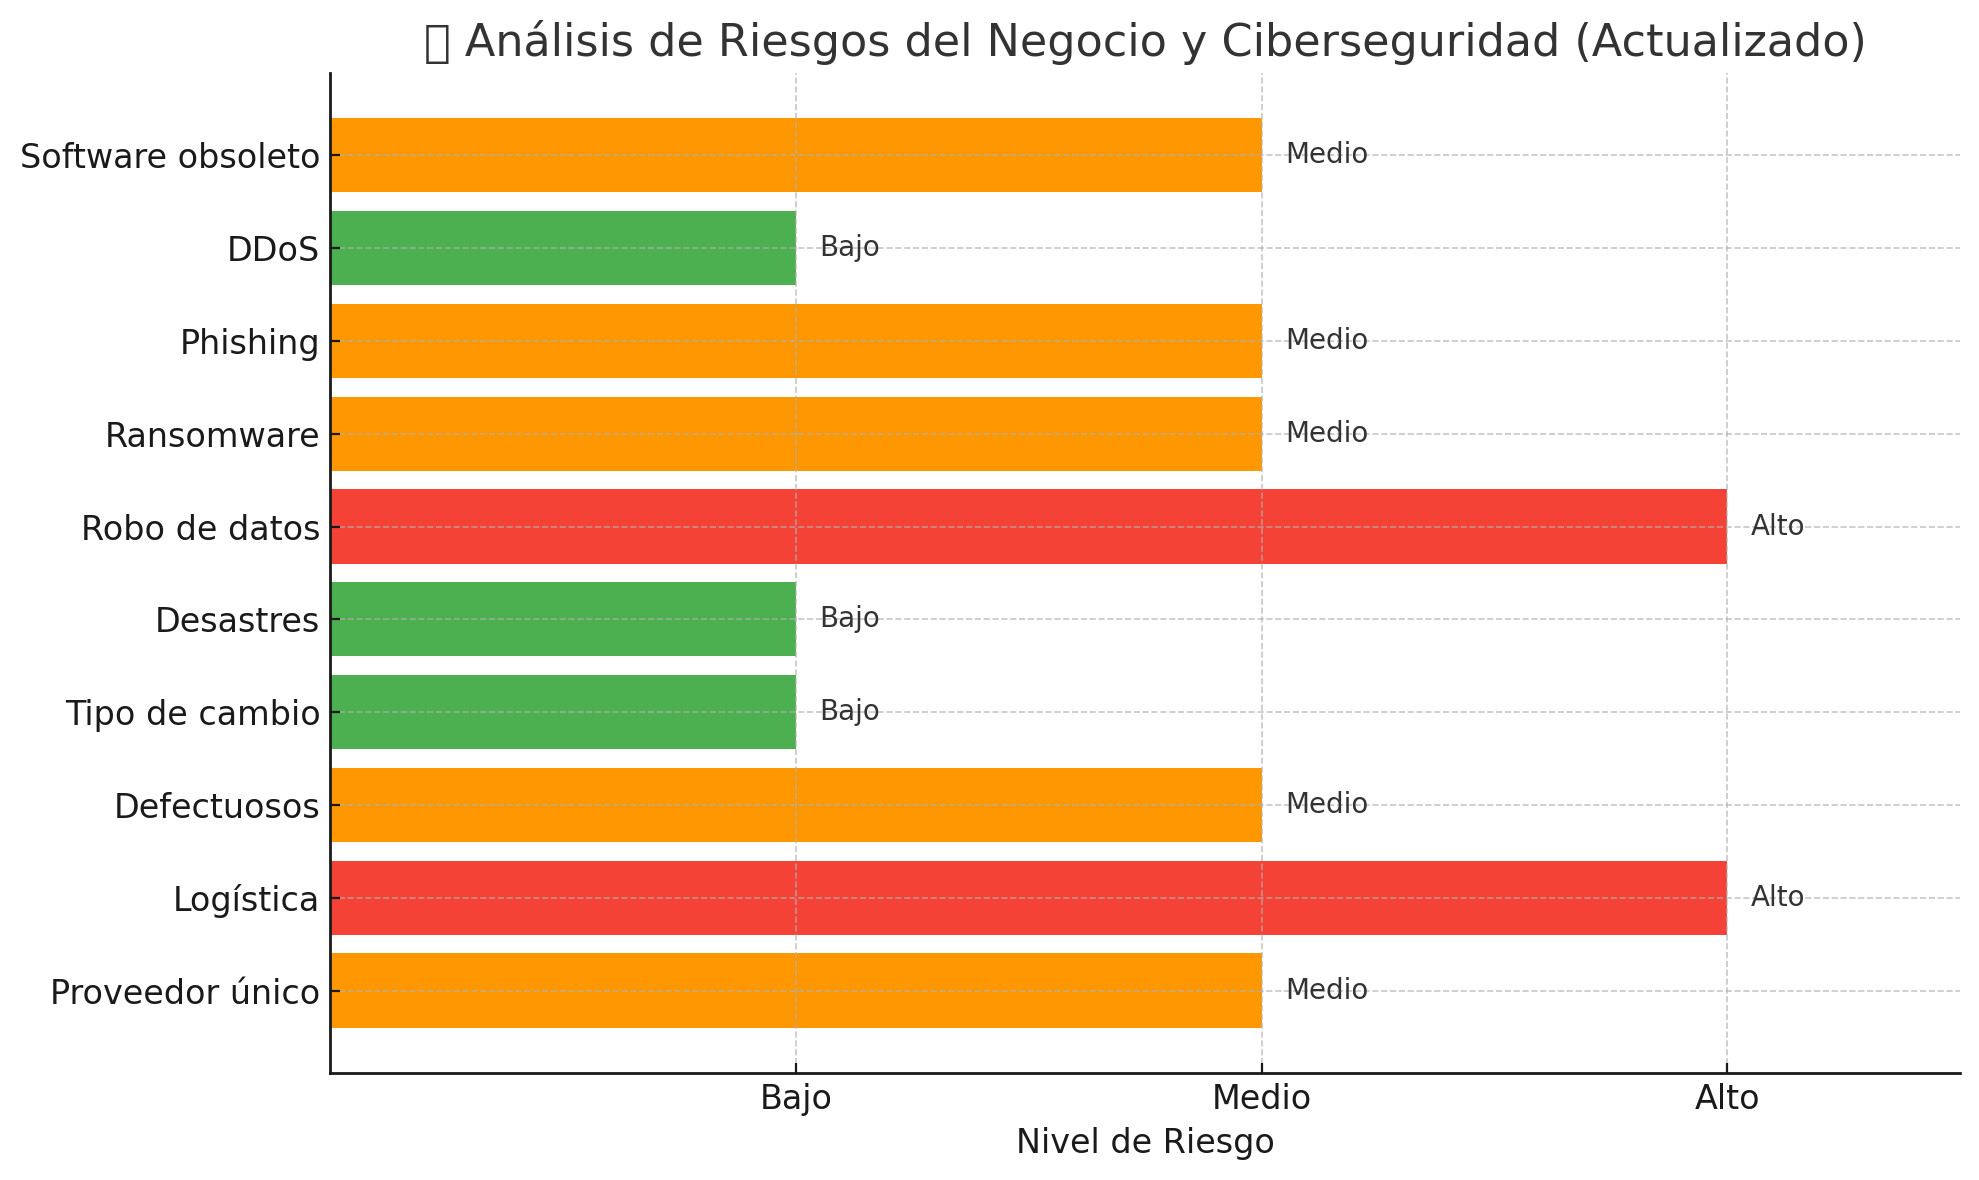 Análisis de Riesgos del Negocio y Ciberseguridad (Actualizado)
Software obsoleto Medio
DDoS Bajo
Phishing Medio
Ransomware Medio
Robo de datos Alto
Desastres Bajo
Tipo de cambio Bajo
Defectuosos Medio
Logística Alto
Proveedor único Medio
Bajo Medio Alto
Nivel de Riesgo